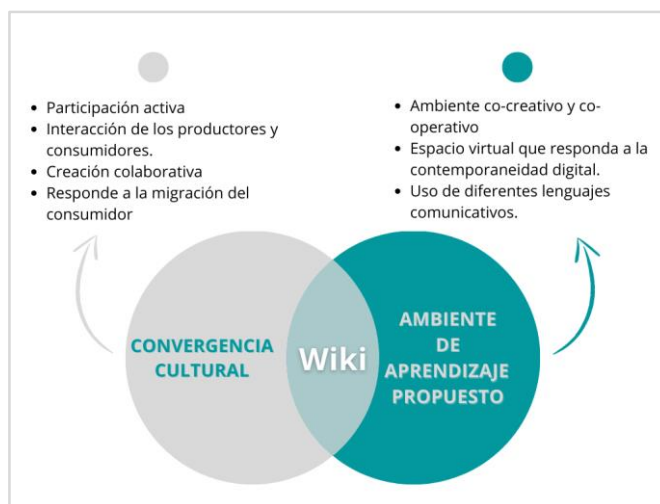 • Participación activa
• Interacción de los productores y
consumidores.
• Creación colaborativa
• Responde a la migración del
consumidor
• Ambiente co-creativo y co-
operativo
• Espacio virtual que responda a la
contemporaneidad digital.
• Uso de diferentes lenguajes
comunicativos.
CONVERGENCIA
CULTURAL
Wiki
AMBIENTE
DE
APRENDIZAJE
PROPUESTO